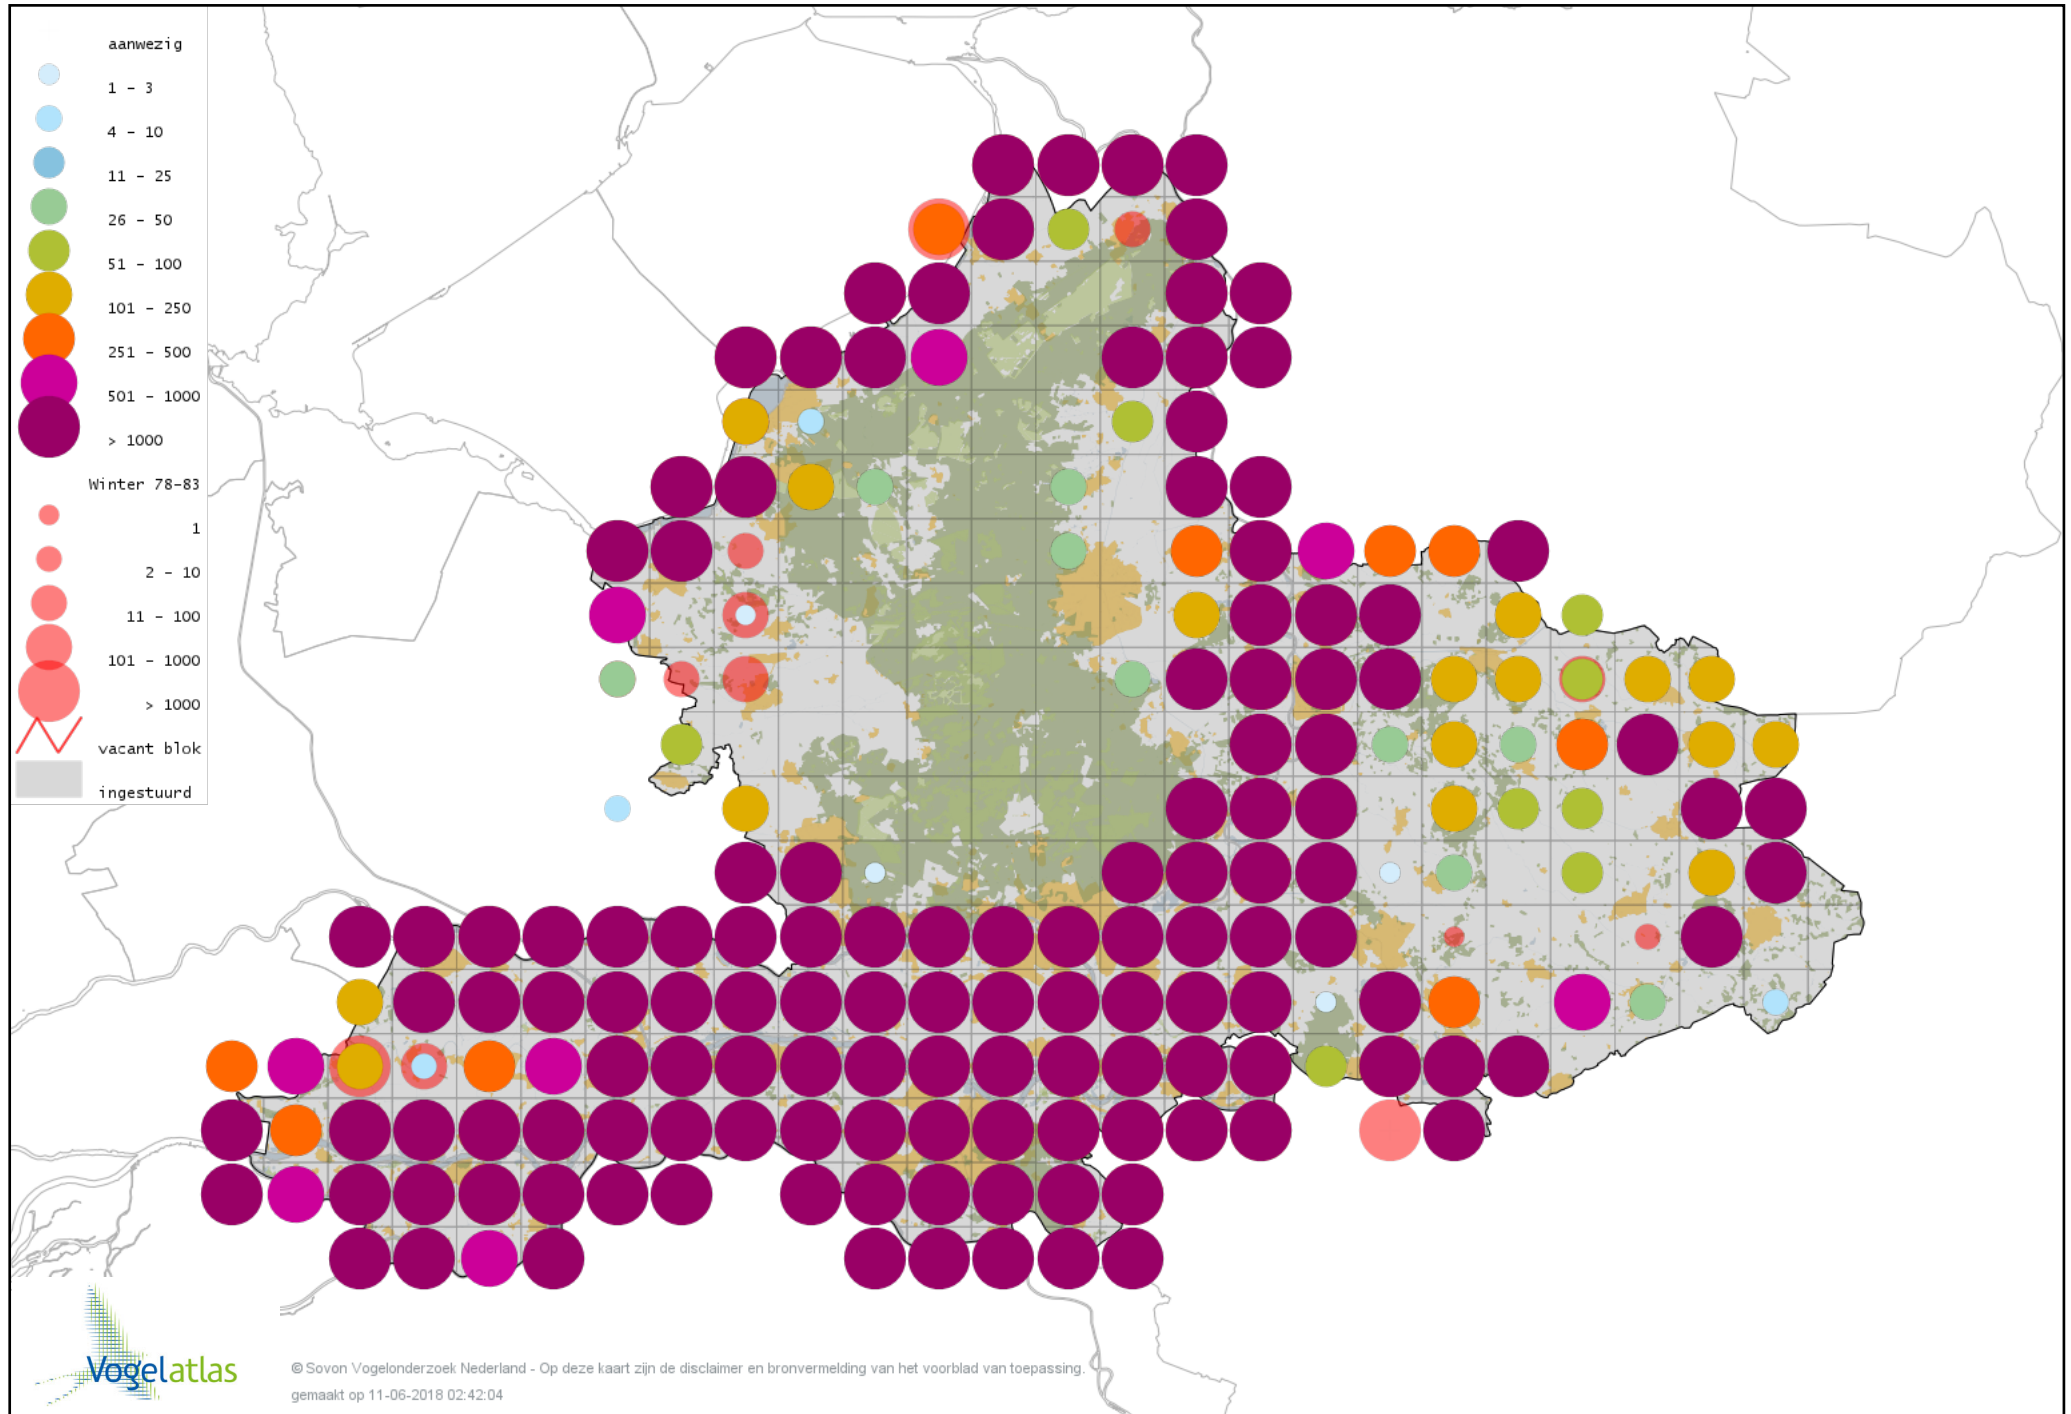 aanwezig
1 - 3
4 - 10
11 - 25
26 - 50
51 - 100
101 - 250
251 - 500
501 - 1000
> 1000
Winter 78-83
1
2 - 10
11 - 100
101 - 1000
> 1000
vacant blok
ingestuurd
Vogelatlas
© Sovon Vogelonderzoek Nederland - Op deze kaart zijn de disclaimer en bronvermelding van het voorblad van toepassing.
gemaakt op 11-06-2018 02:42:04